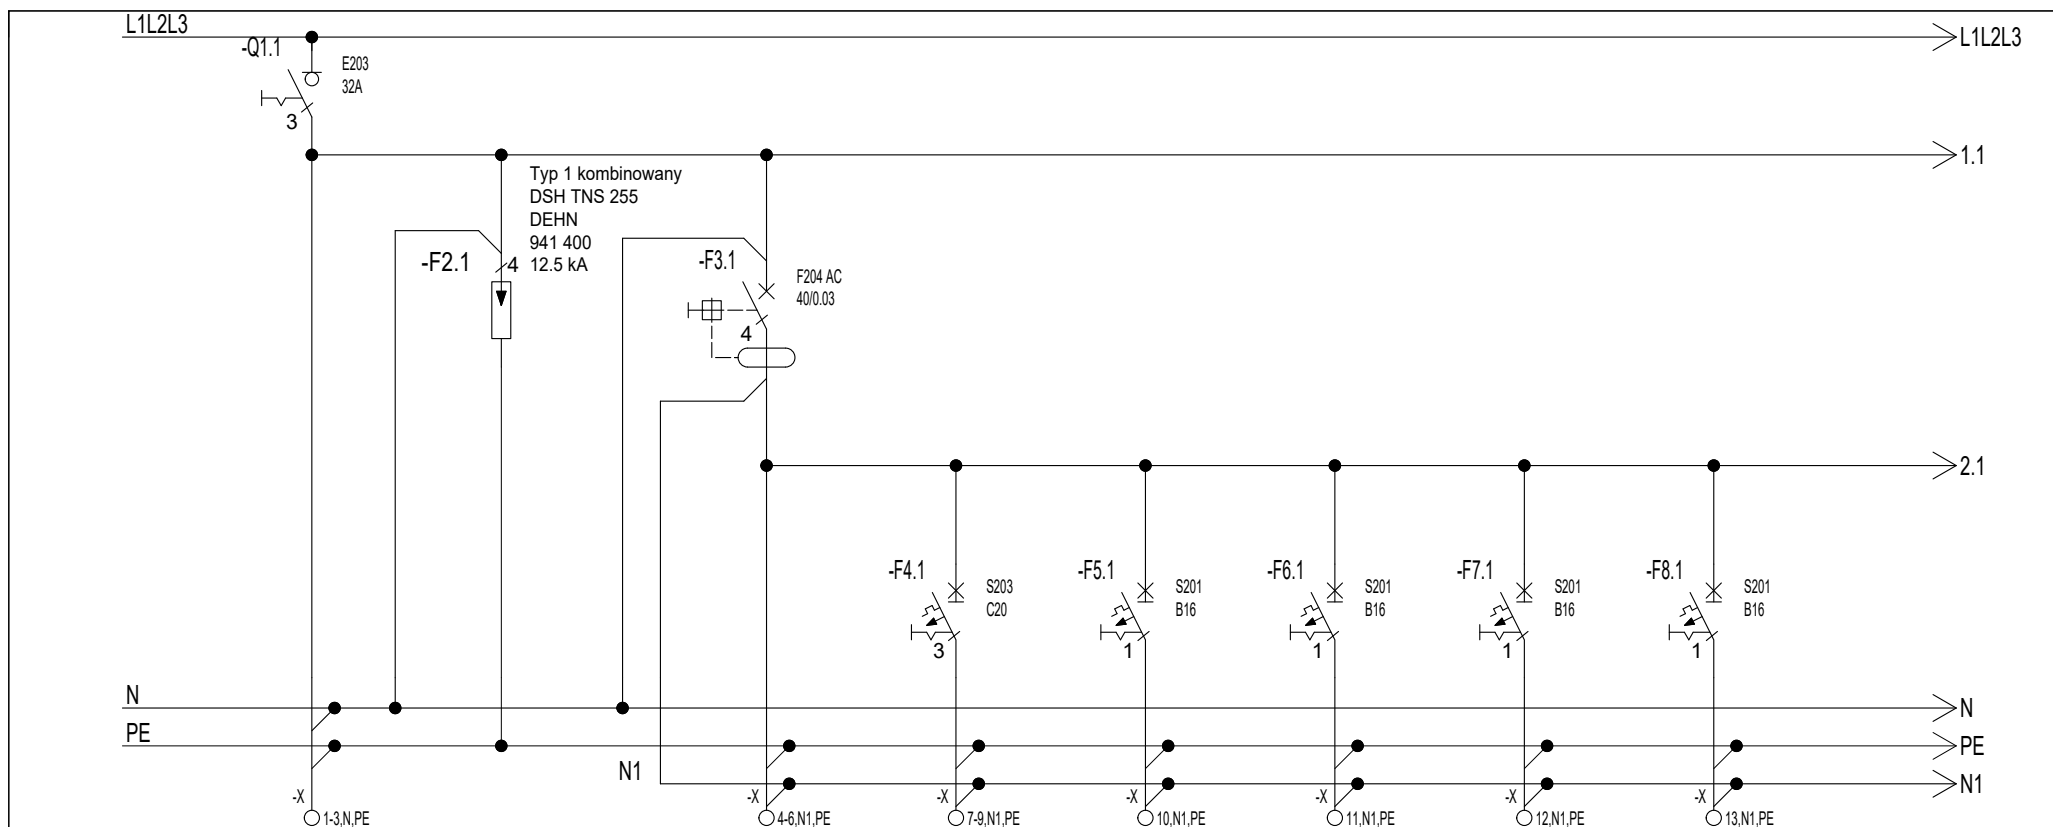 L1L2L3
L1L2L3
-Q1.1
E203
32A
3
1.1
Typ 1 kombinowany
DSH TNS 255
DEHN
941 400
12.5 kA
-F2.1
4
-F3.1
F204 AC
40/0.03
4
2.1
-F4.1
S203
C20
3
-F5.1
S201
B16
1
-F6.1
S201
B16
1
-F7.1
S201
B16
1
-F8.1
S201
B16
1
N
N
PE
PE
N1
N1
-X
1-3,N,PE
-X
4-6,N1,PE
-X
7-9,N1,PE
-X
10,N1,PE
-X
11,N1,PE
-X
12,N1,PE
-X
13,N1,PE